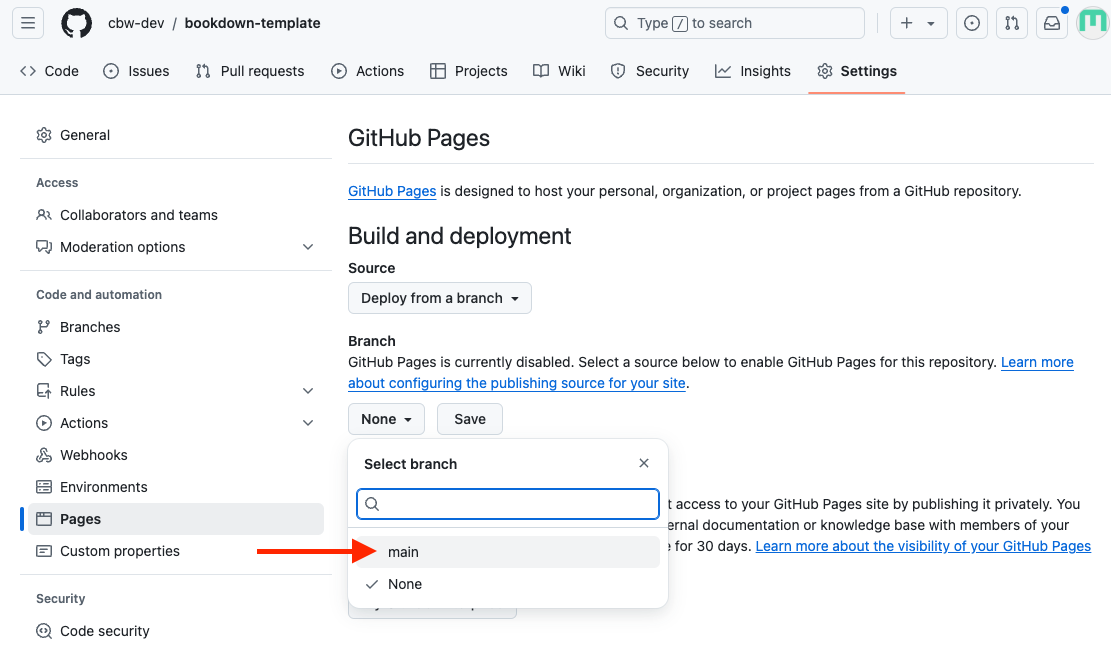 cbw-dev / bookdown-template
Type / to search
Code Issues Pull requests Actions Projects Wiki Security Insights Settings
General
Access
Collaborators and teams
Moderation options
Code and automation
Branches
Tags
Rules
Actions
Webhooks
Environments
Pages
Custom properties
Security
Code security
GitHub Pages
GitHub Pages is designed to host your personal, organization, or project pages from a GitHub repository.
Build and deployment
Source
Deploy from a branch
Branch
GitHub Pages is currently disabled. Select a source below to enable GitHub Pages for this repository. Learn more
about configuring the publishing source for your site.
None Save
Select branch
main
None
access to your GitHub Pages site by publishing it privately. You
documentation or knowledge base with members of your
for 30 days. Learn more about the visibility of your GitHub Pages